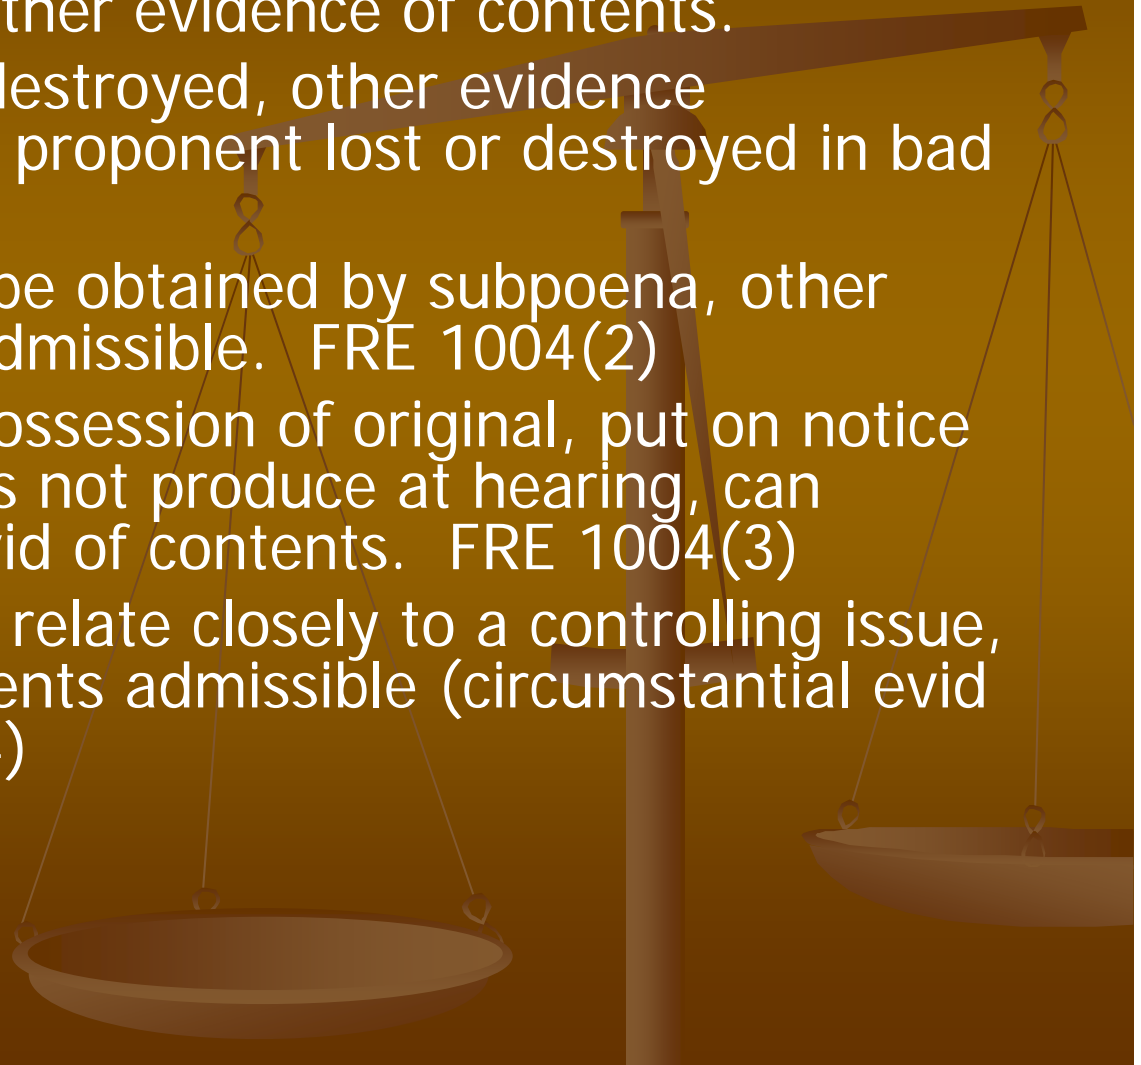 ther evidence of contents.
destroyed, other evidence
proponent lost or destroyed in bad
be obtained by subpoena, other
dmissible. FRE 1004(2)
ossession of original, put on notice
s not produce at hearing, can
vid of contents. FRE 1004(3)
relate closely to a controlling issue,
ents admissible (circumstantial evid
)